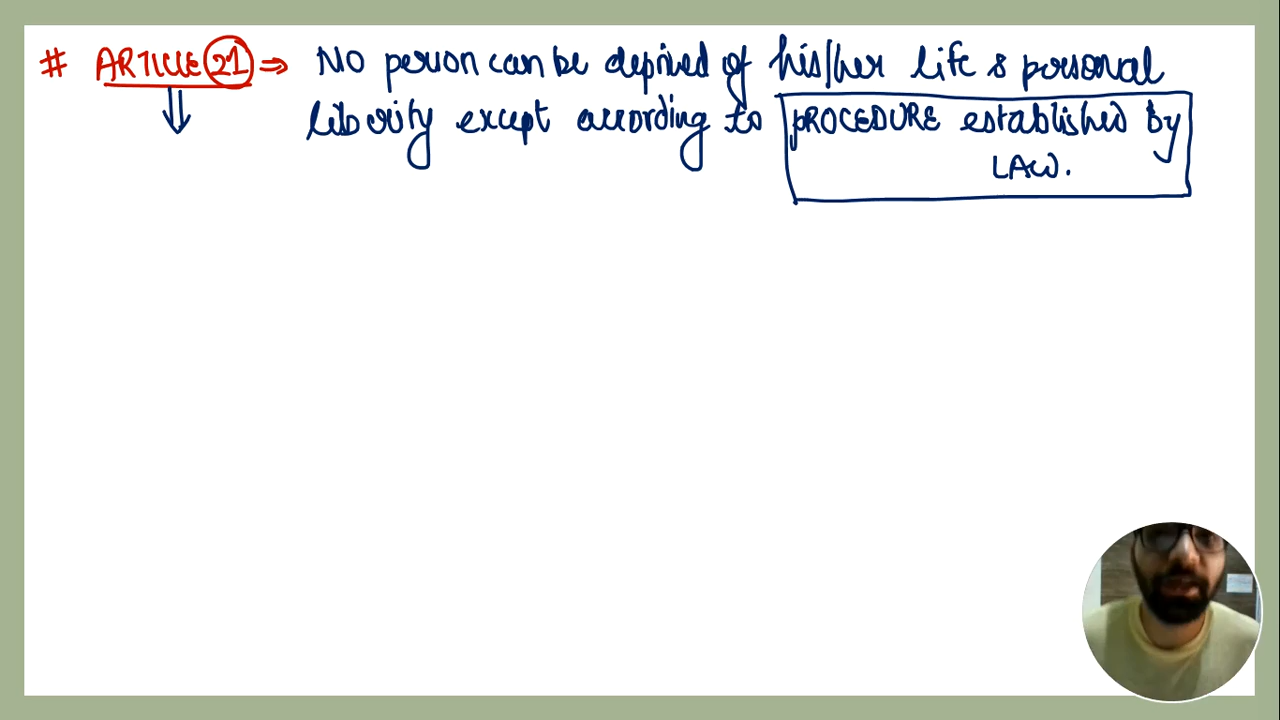 # ARTICLE 21 ⇒ No person can be deprived of his/her life & personal
liberity except according to PROCEDURE established by
LAW.